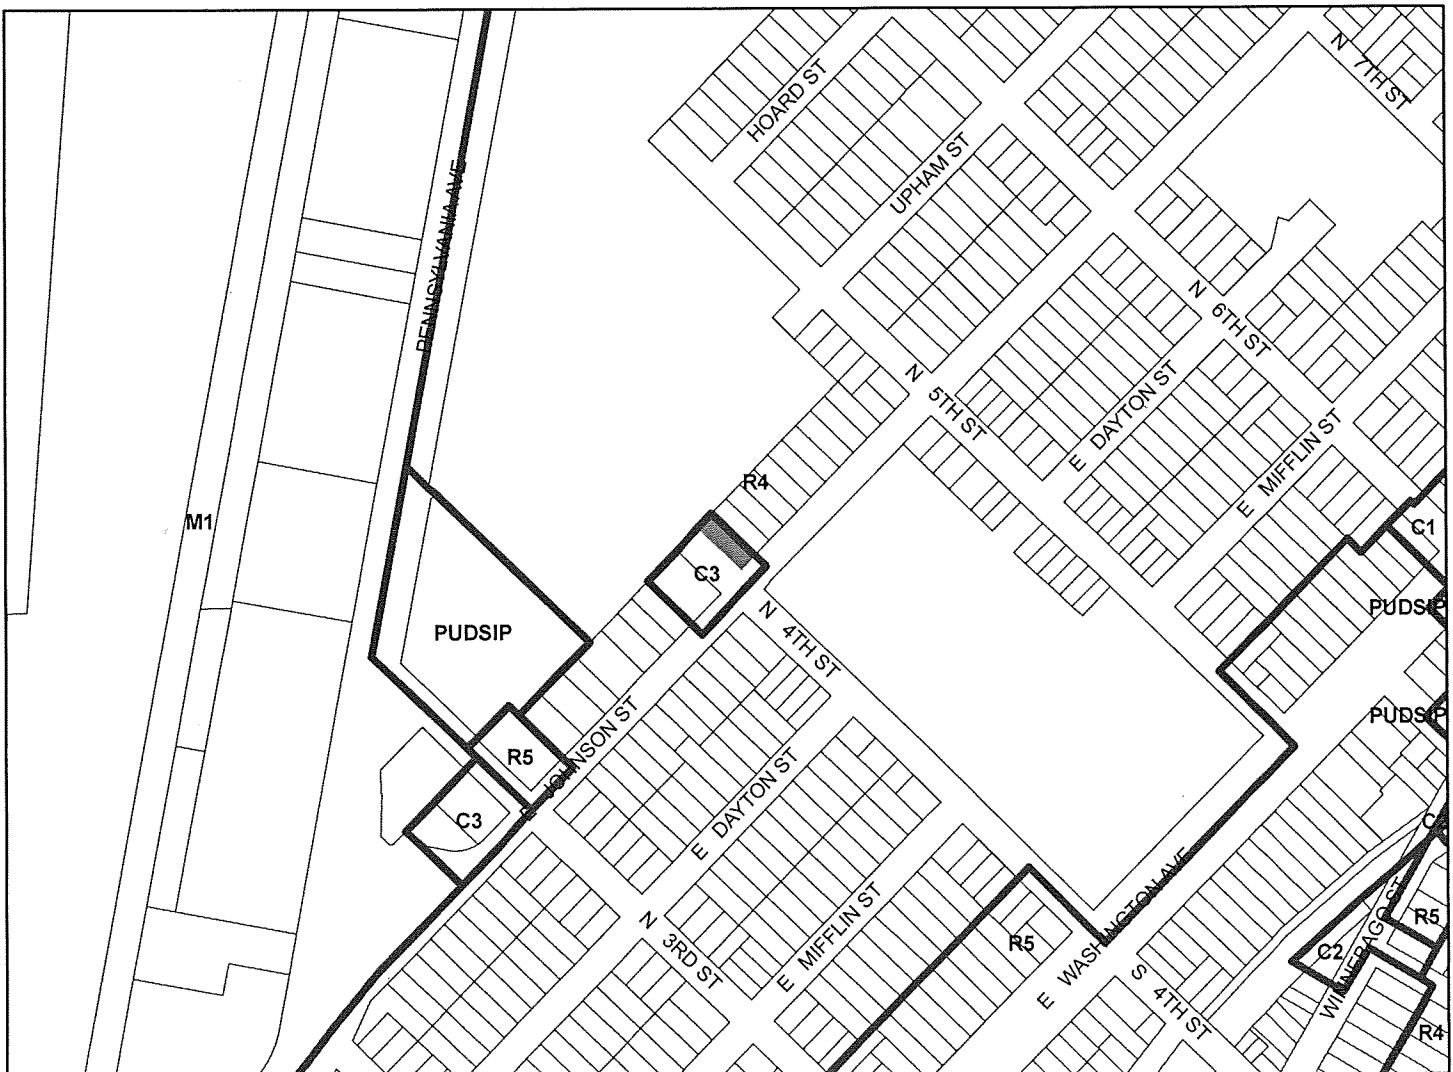 N 7TH ST
HOARD ST
UPHAM ST
PENNSYLVANIA AVE
N 6TH ST
N 5TH ST
E DAYTON ST
E MIFFLIN ST
R4
M1
C1
C3
PUDSIP
PUDSIP
N 4TH ST
PUDSIP
R5
E JOHNSON ST
C3
E DAYTON ST
E WASHINGTON AVE
E MIFFLIN ST
N 3RD ST
R5
R5
C2
WINNEBAGO ST
S 4TH ST
R4